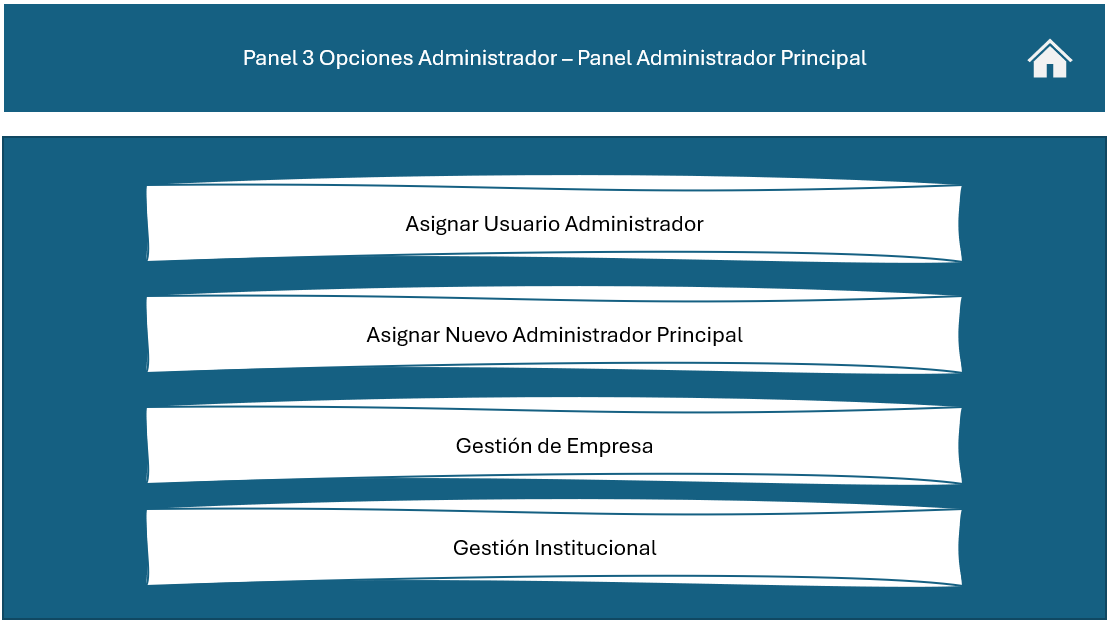 Panel 3 Opciones Administrador – Panel Administrador Principal
Asignar Usuario Administrador
Asignar Nuevo Administrador Principal
Gestión de Empresa
Gestión Institucional